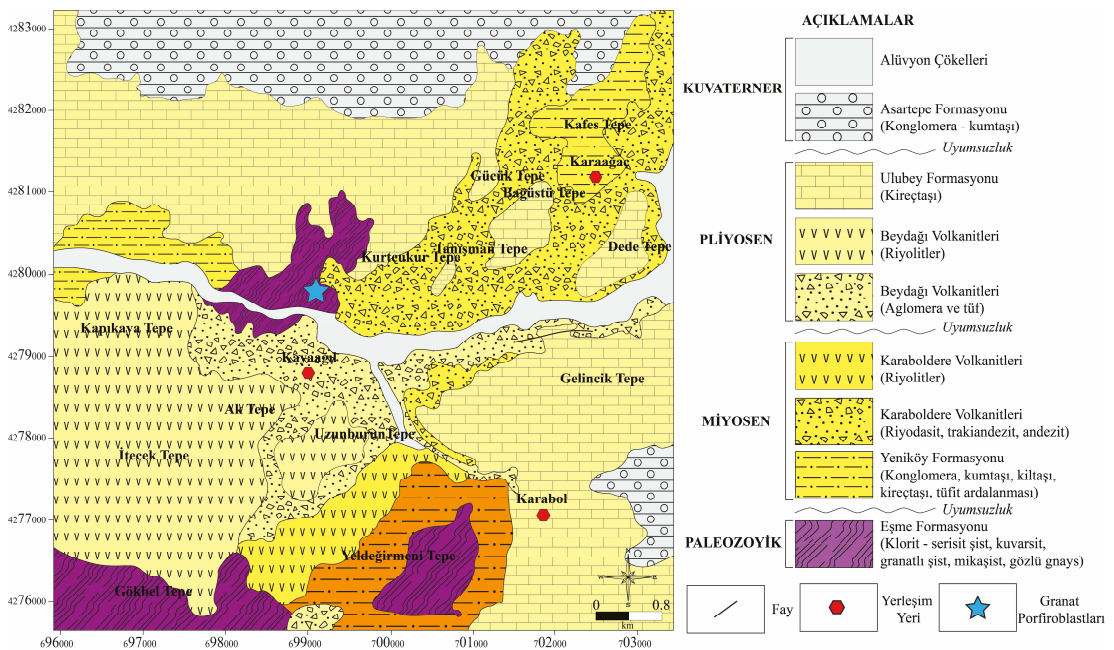 4283000
4282000
4281000
4280000
4279000
4278000
4277000
4276000
696000
697000
698000
699000
700000
701000
702000
703000
Kafes Tepe
Karaağaç
Gücük Tepe
Bağüstü Tepe
Tanışman Tepe
Dede Tepe
Kurteukur Tepe
Kapıkaya Tepe
Kavaağıl
Gelincik Tepe
Ak Tepe
Uzunburun Tepe
İtecek Tepe
Karabol
Yeldeğirmeni Tepe
Gökbel Tepe
0 0.8
km
AÇIKLAMALAR
KUVATERNER
Alüvyon Çökelleri
Asartepe Formasyonu
(Konglomera - kumtaşı)
Uyumsuzluk
PLİYOSEN
Ulubey Formasyonu
(Kireçtaşı)
Beydağı Volkanitleri
(Riyolitler)
Beydağı Volkanitleri
(Aglomera ve tüf)
Uyumsuzluk
MİYOSEN
Karaboldere Volkanitleri
(Riyolitler)
Karaboldere Volkanitleri
(Riyodasit, trakiandezit, andezit)
Yeniköy Formasyonu
(Konglomera, kumtaşı, kiltaşı,
kireçtaşı, tüfit ardalanması)
Uyumsuzluk
PALEOZOYİK
Eşme Formasyonu
(Klorit - serisit şist, kuvarsit,
granatlı şist, mikaşist, gözlü gnays)
Fay
Yerleşim
Yeri
Granat
Porfiroblastları